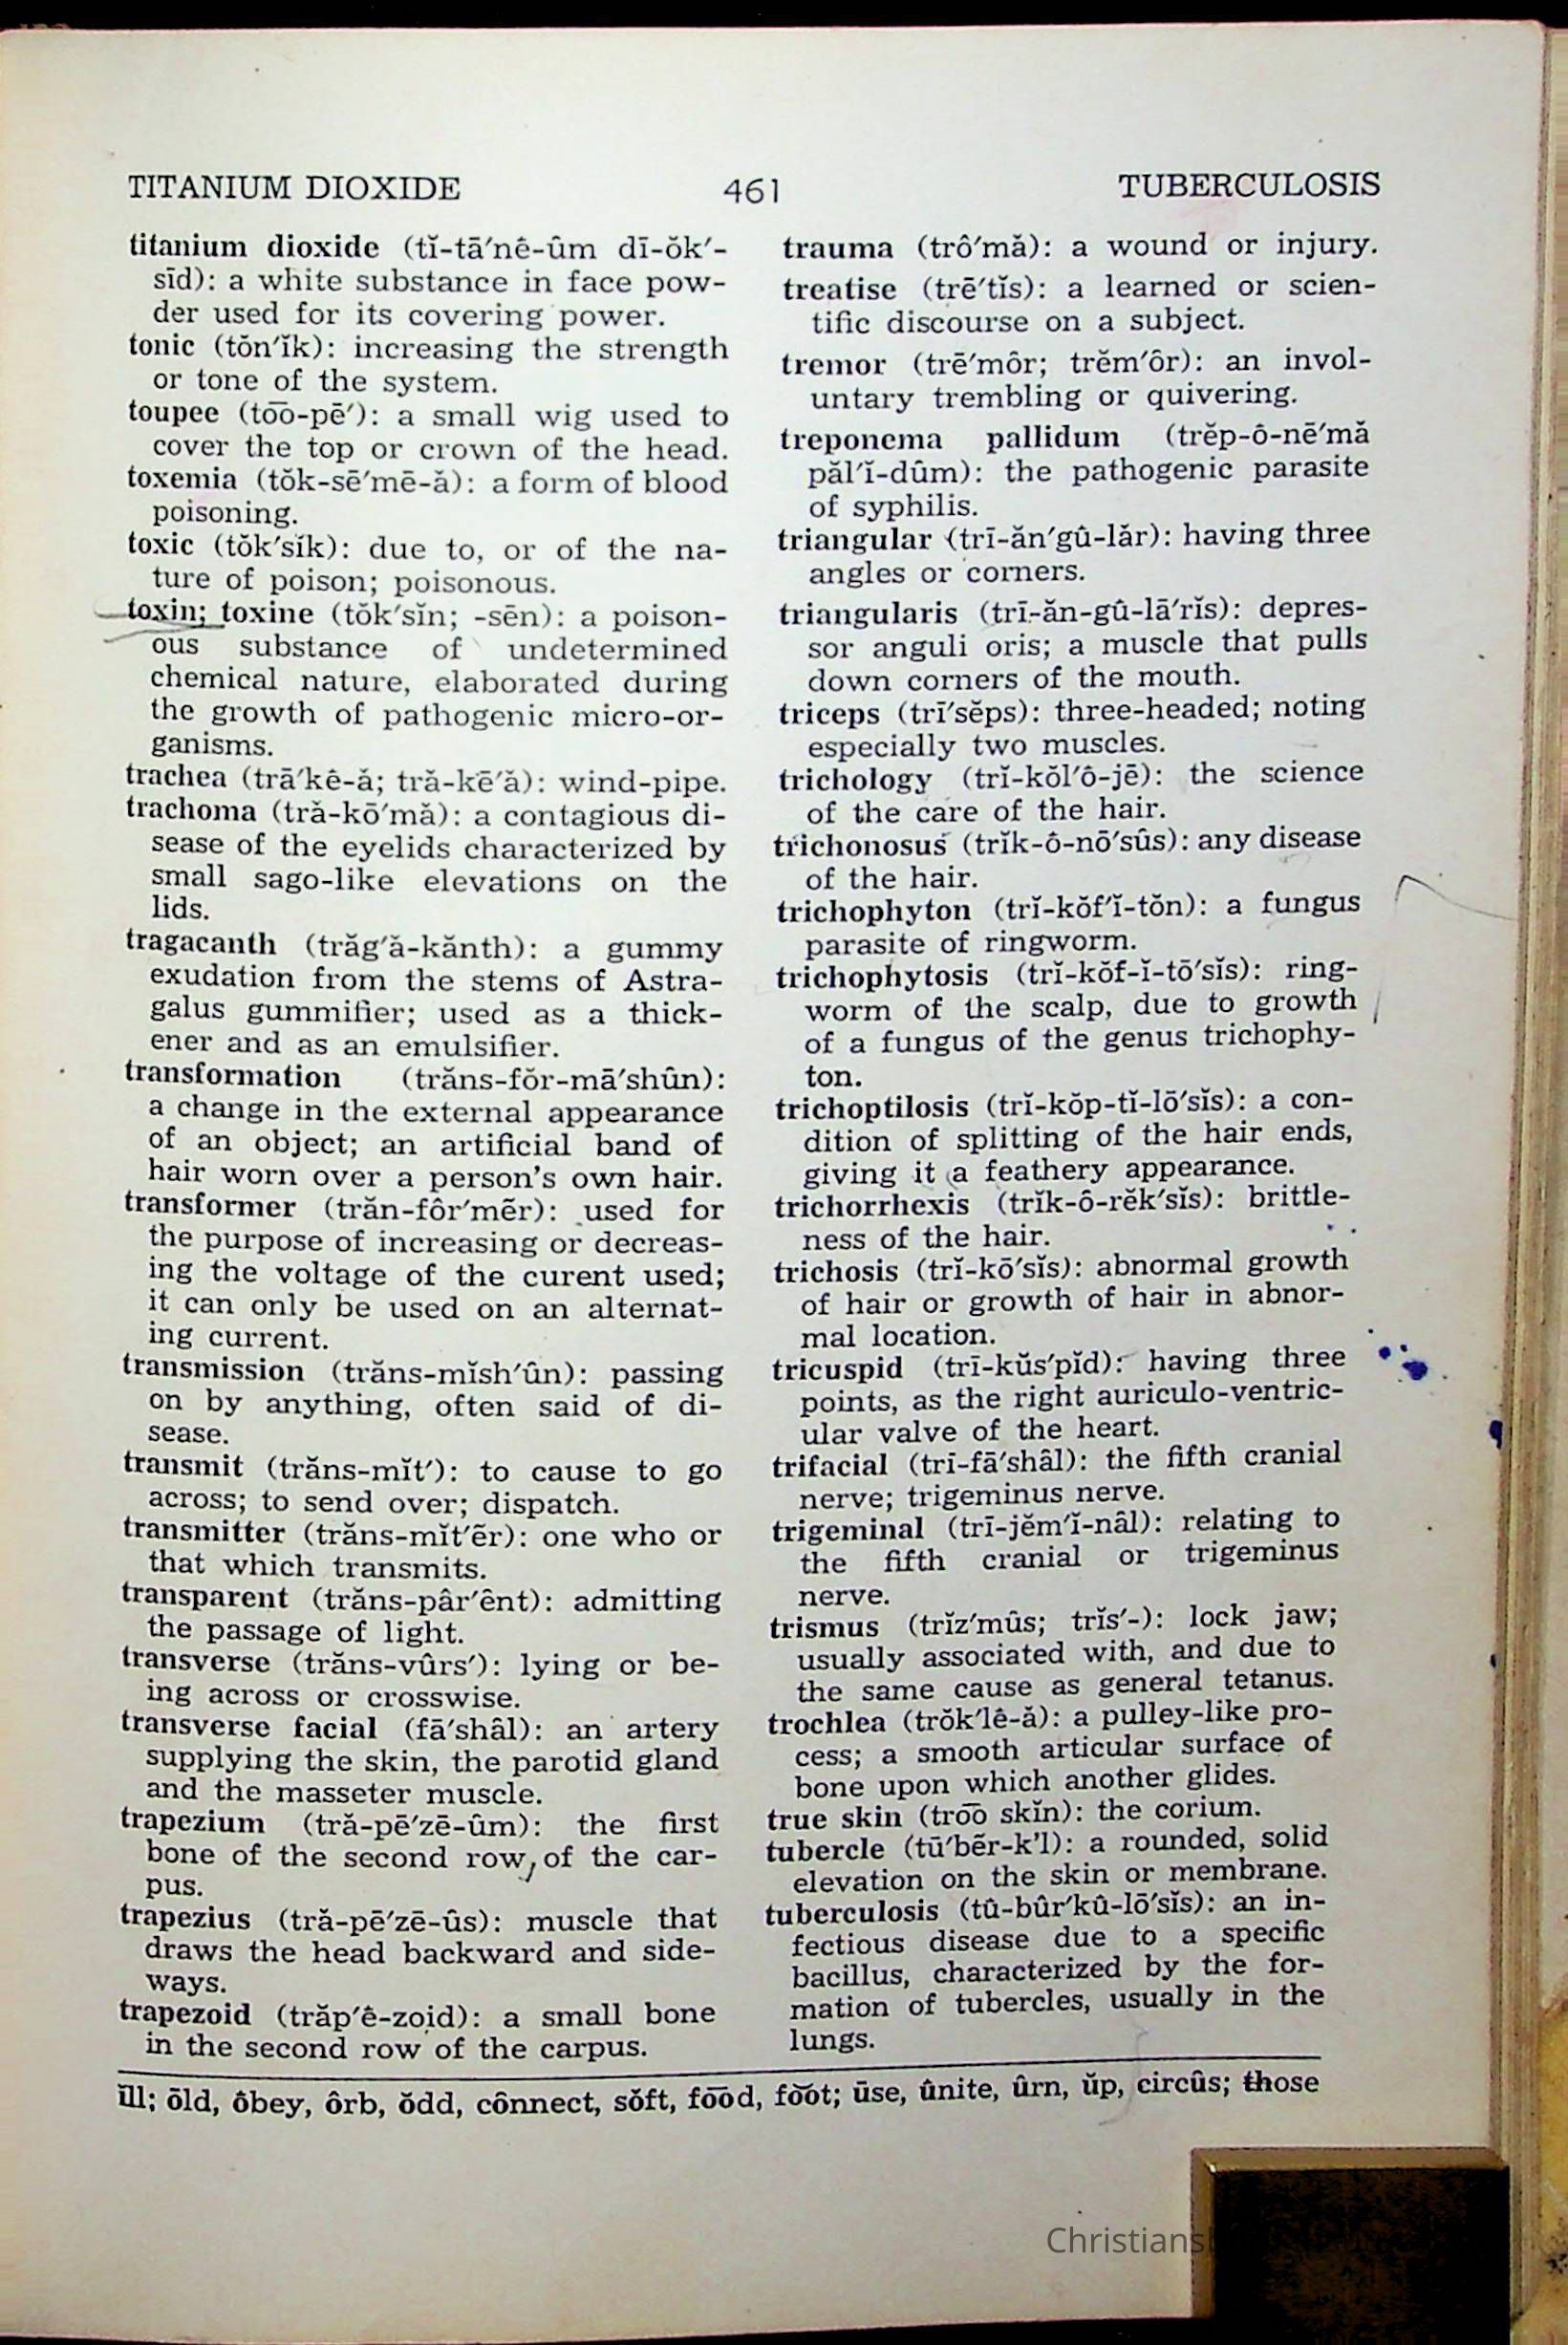 TITANIUM DIOXIDE 461 TUBERCULOSIS
titanium dioxide (tĭ-tā′nê-ûm dī-ŏk′-
sīd): a white substance in face pow-
der used for its covering power.
tonic (tŏn′ĭk): increasing the strength
or tone of the system.
toupee (to͞o-pē′): a small wig used to
cover the top or crown of the head.
toxemia (tŏk-sē′mē-ă): a form of blood
poisoning.
toxic (tŏk′sĭk): due to, or of the na-
ture of poison; poisonous.
toxin; toxine (tŏk′sĭn; -sēn): a poison-
ous substance of undetermined
chemical nature, elaborated during
the growth of pathogenic micro-or-
ganisms.
trachea (trā′kê-ă; tră-kē′ă): wind-pipe.
trachoma (tră-kō′mă): a contagious di-
sease of the eyelids characterized by
small sago-like elevations on the
lids.
tragacanth (trăg′ă-kănth): a gummy
exudation from the stems of Astra-
galus gummifier; used as a thick-
ener and as an emulsifier.
transformation (trăns-fŏr-mā′shûn):
a change in the external appearance
of an object; an artificial band of
hair worn over a person's own hair.
transformer (trăn-fôr′mẽr): used for
the purpose of increasing or decreas-
ing the voltage of the curent used;
it can only be used on an alternat-
ing current.
transmission (trăns-mĭsh′ûn): passing
on by anything, often said of di-
sease.
transmit (trăns-mĭt′): to cause to go
across; to send over; dispatch.
transmitter (trăns-mĭt′ẽr): one who or
that which transmits.
transparent (trăns-pâr′ênt): admitting
the passage of light.
transverse (trăns-vûrs′): lying or be-
ing across or crosswise.
transverse facial (fā′shâl): an artery
supplying the skin, the parotid gland
and the masseter muscle.
trapezium (tră-pē′zē-ûm): the first
bone of the second row, of the car-
pus.
trapezius (tră-pē′zē-ûs): muscle that
draws the head backward and side-
ways.
trapezoid (trăp′ê-zoid): a small bone
in the second row of the carpus.
trauma (trô′mă): a wound or injury.
treatise (trē′tĭs): a learned or scien-
tific discourse on a subject.
tremor (trē′môr; trĕm′ôr): an invol-
untary trembling or quivering.
treponema pallidum (trĕp-ô-nē′mă
păl′ĭ-dûm): the pathogenic parasite
of syphilis.
triangular (trī-ăn′gû-lăr): having three
angles or corners.
triangularis (trī-ăn-gû-lā′rĭs): depres-
sor anguli oris; a muscle that pulls
down corners of the mouth.
triceps (trī′sĕps): three-headed; noting
especially two muscles.
trichology (trĭ-kŏl′ô-jē): the science
of the care of the hair.
trichonosus (trĭk-ô-nō′sûs): any disease
of the hair.
trichophyton (trĭ-kŏf′ĭ-tŏn): a fungus
parasite of ringworm.
trichophytosis (trĭ-kŏf-ĭ-tō′sĭs): ring-
worm of the scalp, due to growth
of a fungus of the genus trichophy-
ton.
trichoptilosis (trĭ-kŏp-tĭ-lō′sĭs): a con-
dition of splitting of the hair ends,
giving it a feathery appearance.
trichorrhexis (trĭk-ô-rĕk′sĭs): brittle-
ness of the hair.
trichosis (trĭ-kō′sĭs): abnormal growth
of hair or growth of hair in abnor-
mal location.
tricuspid (trī-kŭs′pĭd): having three
points, as the right auriculo-ventric-
ular valve of the heart.
trifacial (trī-fā′shâl): the fifth cranial
nerve; trigeminus nerve.
trigeminal (trī-jĕm′ĭ-nâl): relating to
the fifth cranial or trigeminus
nerve.
trismus (trĭz′mûs; trĭs′-): lock jaw;
usually associated with, and due to
the same cause as general tetanus.
trochlea (trŏk′lê-ă): a pulley-like pro-
cess; a smooth articular surface of
bone upon which another glides.
true skin (tro͞o skĭn): the corium.
tubercle (tū′bẽr-k'l): a rounded, solid
elevation on the skin or membrane.
tuberculosis (tû-bûr′kû-lō′sĭs): an in-
fectious disease due to a specific
bacillus, characterized by the for-
mation of tubercles, usually in the
lungs.
ĭll; ōld, ôbey, ôrb, ŏdd, cônnect, sŏft, fo͞od, fo͝ot; ūse, ûnite, ûrn, ŭp, circûs; those